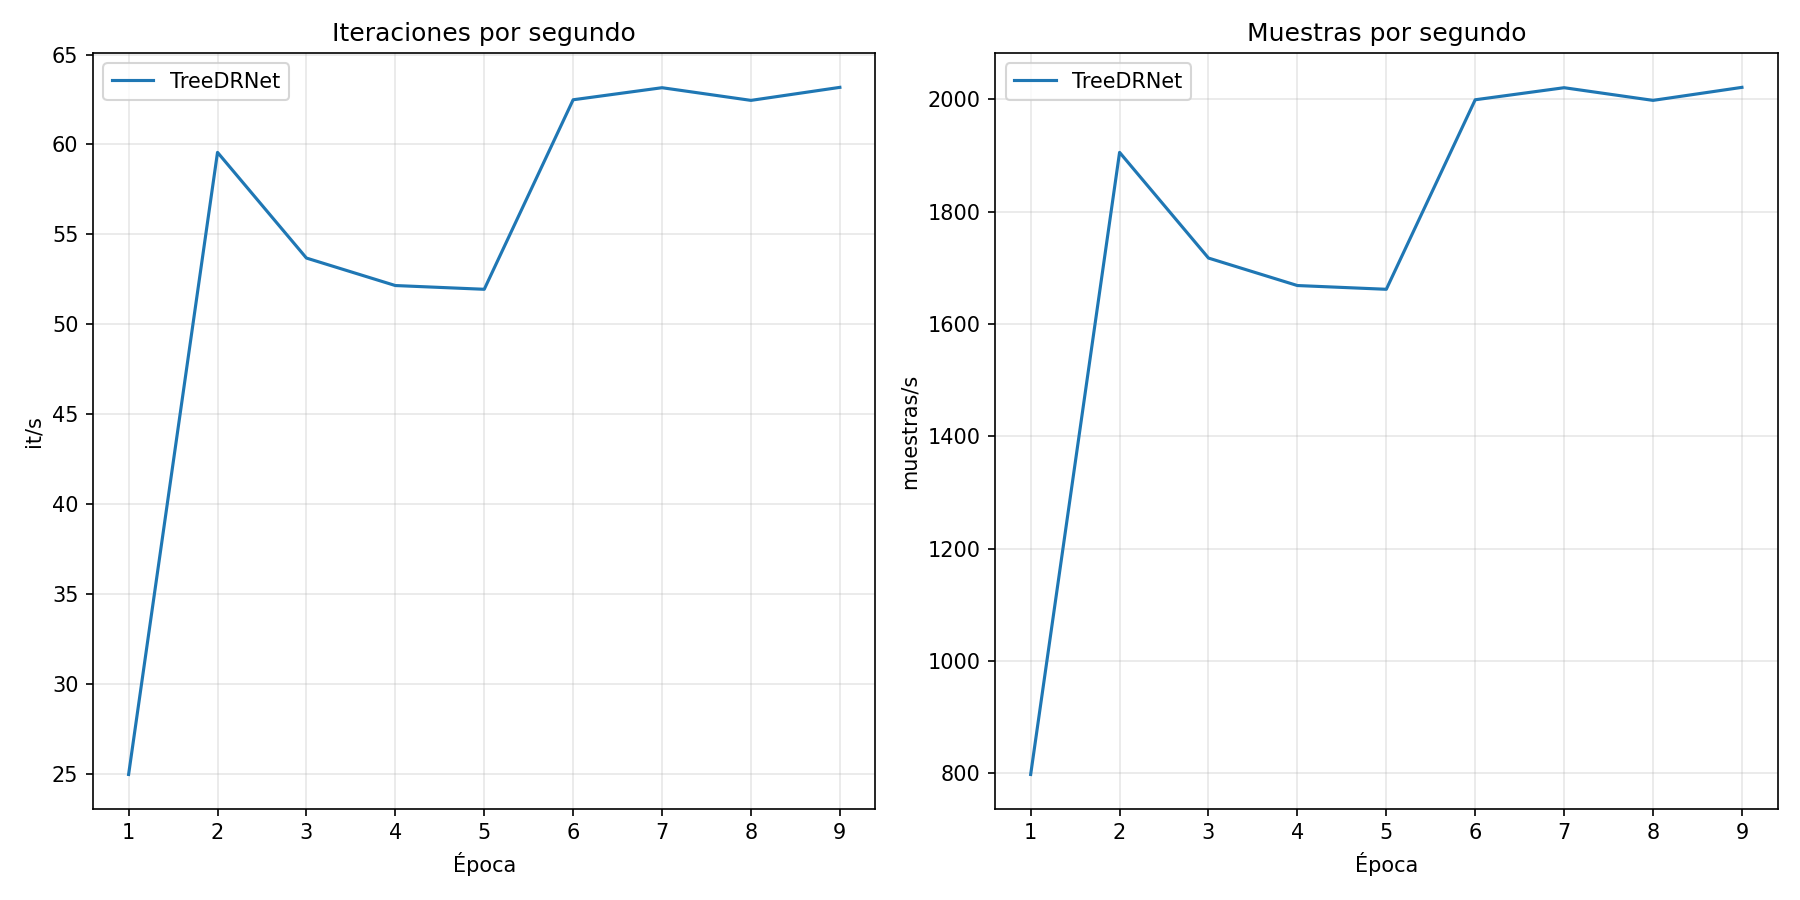 Iteraciones por segundo
TreeDRNet
65
60
55
50
45
40
35
30
25
it/s
1 2 3 4 5 6 7 8 9
Época
Muestras por segundo
TreeDRNet
2000
1800
1600
1400
1200
1000
800
muestras/s
1 2 3 4 5 6 7 8 9
Época